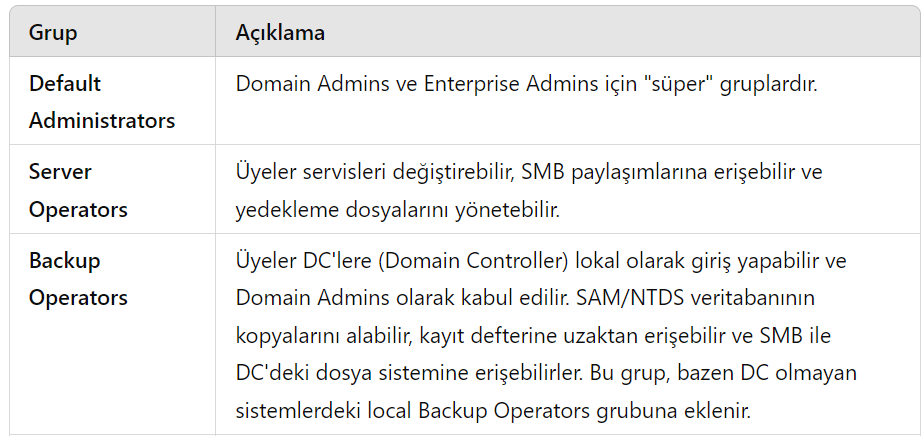 Grup Açıklama
Default Domain Admins ve Enterprise Admins için "süper" gruplardır.
Administrators
Server Üyeler servisleri değiştirebilir, SMB paylaşımlarına erişebilir ve
Operators yedekleme dosyalarını yönetebilir.
Backup Üyeler DC'lere (Domain Controller) lokal olarak giriş yapabilir ve
Operators Domain Admins olarak kabul edilir. SAM/NTDS veritabanının
kopyalarını alabilir, kayıt defterine uzaktan erişebilir ve SMB ile
DC'deki dosya sistemine erişebilirler. Bu grup, bazen DC olmayan
sistemlerdeki local Backup Operators grubuna eklenir.